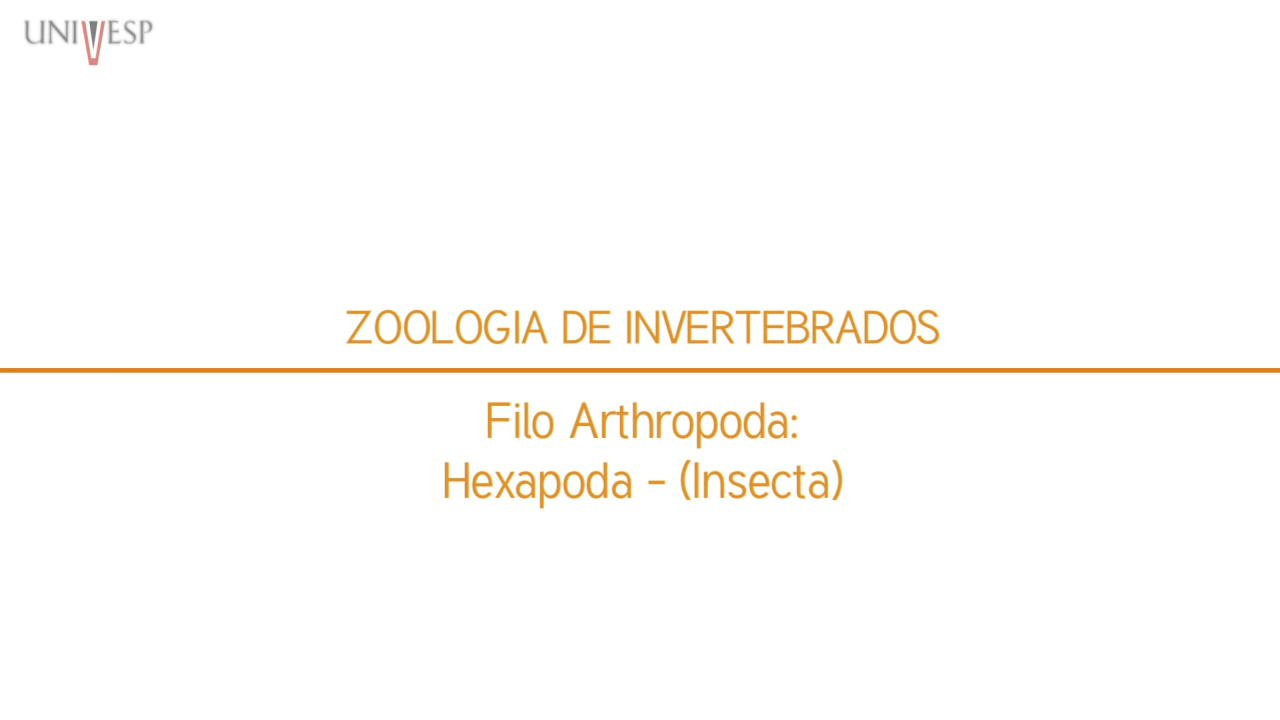 UNIVESP
ZOOLOGIA DE INVERTEBRADOS
Filo Arthropoda:
Hexapoda - (Insecta)